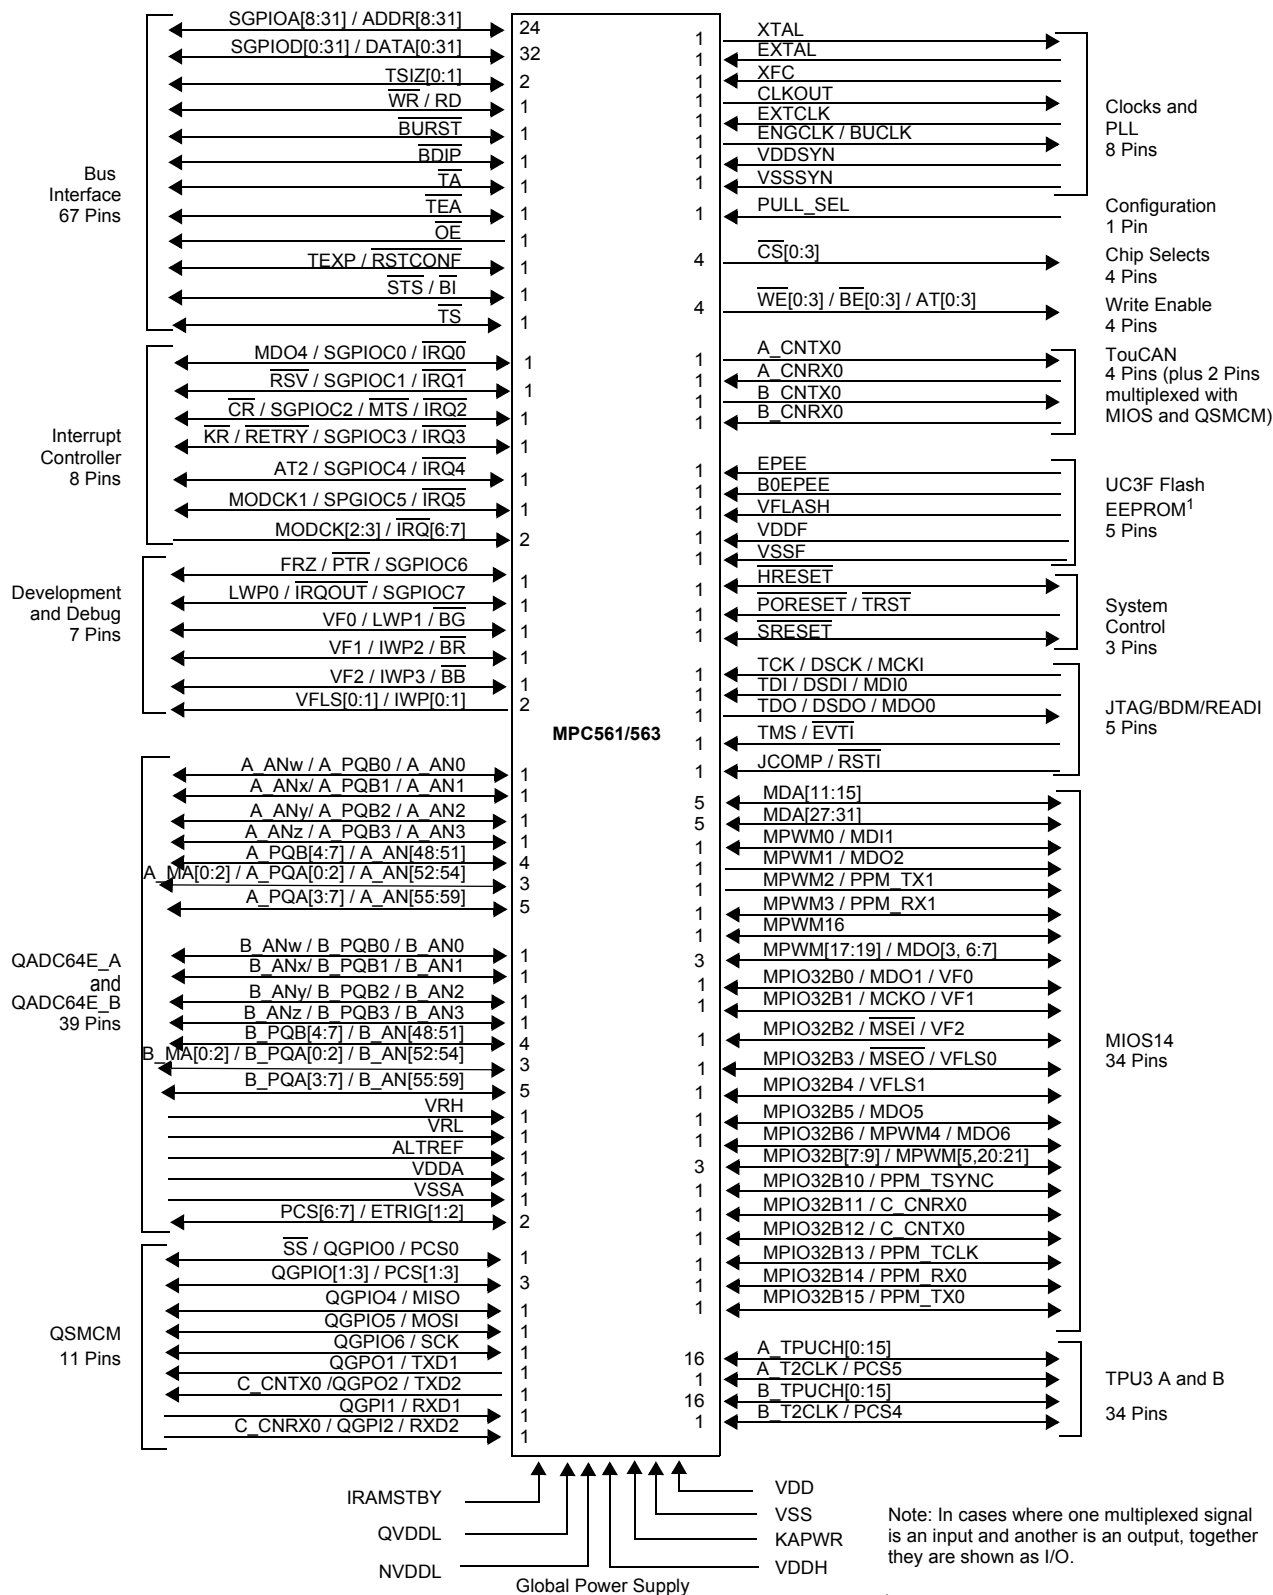 SGPIOA[8:31] / ADDR[8:31]
24
SGPIOD[0:31] / DATA[0:31]
32
TSIZ[0:1]
2
WR / RD
1
BURST
1
BDIP
1
TA
1
TEA
1
OE
1
TEXP / RSTCONF
1
STS / BI
1
TS
1
Bus
Interface
67 Pins
MDO4 / SGPIOC0 / IRQ0
1
RSV / SGPIOC1 / IRQ1
1
CR / SGPIOC2 / MTS / IRQ2
1
KR / RETRY / SGPIOC3 / IRQ3
1
AT2 / SGPIOC4 / IRQ4
1
MODCK1 / SPGIOC5 / IRQ5
1
MODCK[2:3] / IRQ[6:7]
2
Interrupt
Controller
8 Pins
FRZ / PTR / SGPIOC6
1
LWP0 / IRQOUT / SGPIOC7
1
VF0 / LWP1 / BG
1
VF1 / IWP2 / BR
1
VF2 / IWP3 / BB
1
VFLS[0:1] / IWP[0:1]
2
Development
and Debug
7 Pins
A_ANw / A_PQB0 / A_AN0
1
A_ANx/ A_PQB1 / A_AN1
1
A_ANy/ A_PQB2 / A_AN2
1
A_ANz / A_PQB3 / A_AN3
1
A_PQB[4:7] / A_AN[48:51]
4
A_MA[0:2] / A_PQA[0:2] / A_AN[52:54]
3
A_PQA[3:7] / A_AN[55:59]
5
B_ANw / B_PQB0 / B_AN0
1
B_ANx/ B_PQB1 / B_AN1
1
B_ANy/ B_PQB2 / B_AN2
1
B_ANz / B_PQB3 / B_AN3
1
B_PQB[4:7] / B_AN[48:51]
4
B_MA[0:2] / B_PQA[0:2] / B_AN[52:54]
3
B_PQA[3:7] / B_AN[55:59]
5
VRH
1
VRL
1
ALTREF
1
VDDA
1
VSSA
1
PCS[6:7] / ETRIG[1:2]
2
QADC64E_A
and
QADC64E_B
39 Pins
SS / QGPIO0 / PCS0
1
QGPIO[1:3] / PCS[1:3]
3
QGPIO4 / MISO
1
QGPIO5 / MOSI
1
QGPIO6 / SCK
1
QGPO1 / TXD1
1
C_CNTX0 /QGPO2 / TXD2
1
QGPI1 / RXD1
1
C_CNRX0 / QGPI2 / RXD2
1
QSMCM
11 Pins
MPC561/563
1
XTAL
1
EXTAL
1
XFC
1
CLKOUT
1
EXTCLK
1
ENGCLK / BUCLK
1
VDDSYN
1
VSSSYN
Clocks and
PLL
8 Pins
1
PULL_SEL
Configuration
1 Pin
4
CS[0:3]
Chip Selects
4 Pins
4
WE[0:3] / BE[0:3] / AT[0:3]
Write Enable
4 Pins
1
A_CNTX0
1
A_CNRX0
1
B_CNTX0
1
B_CNRX0
TouCAN
4 Pins (plus 2 Pins
multiplexed with
MIOS and QSMCM)
1
EPEE
1
B0EPEE
1
VFLASH
1
VDDF
1
VSSF
UC3F Flash
EEPROM1
5 Pins
1
HRESET
1
PORESET / TRST
1
SRESET
System
Control
3 Pins
1
TCK / DSCK / MCKI
1
TDI / DSDI / MDI0
1
TDO / DSDO / MDO0
1
TMS / EVTI
1
JCOMP / RSTI
JTAG/BDM/READI
5 Pins
5
MDA[11:15]
5
MDA[27:31]
1
MPWM0 / MDI1
1
MPWM1 / MDO2
1
MPWM2 / PPM_TX1
1
MPWM3 / PPM_RX1
1
MPWM16
3
MPWM[17:19] / MDO[3, 6:7]
1
MPIO32B0 / MDO1 / VF0
1
MPIO32B1 / MCKO / VF1
1
MPIO32B2 / MSEI / VF2
1
MPIO32B3 / MSEO / VFLS0
1
MPIO32B4 / VFLS1
1
MPIO32B5 / MDO5
1
MPIO32B6 / MPWM4 / MDO6
3
MPIO32B[7:9] / MPWM[5,20:21]
1
MPIO32B10 / PPM_TSYNC
1
MPIO32B11 / C_CNRX0
1
MPIO32B12 / C_CNTX0
1
MPIO32B13 / PPM_TCLK
1
MPIO32B14 / PPM_RX0
1
MPIO32B15 / PPM_TX0
MIOS14
34 Pins
16
A_TPUCH[0:15]
1
A_T2CLK / PCS5
16
B_TPUCH[0:15]
1
B_T2CLK / PCS4
TPU3 A and B
34 Pins
IRAMSTBY
QVDDL
NVDDL
VDD
VSS
KAPWR
VDDH
Global Power Supply
Note: In cases where one multiplexed signal
is an input and another is an output, together
they are shown as I/O.